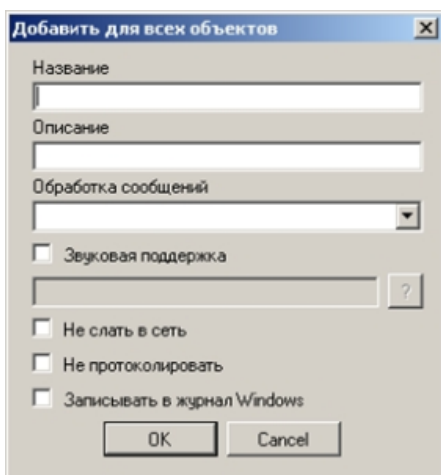 Добавить для всех объектов
Название
Описание
Обработка сообщений
Звуковая поддержка
?
Не слать в сеть
Не протоколировать
Записывать в журнал Windows
OK Cancel